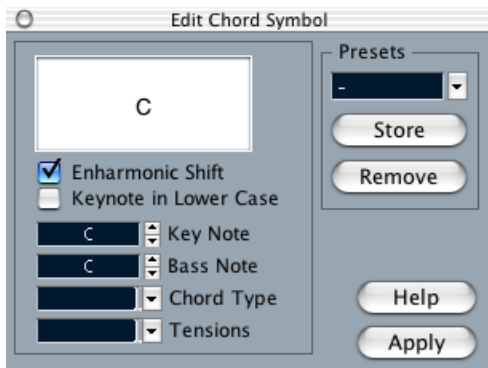 Edit Chord Symbol
C
Enharmonic Shift
Keynote in Lower Case
C Key Note
C Bass Note
Chord Type
Tensions
Presets
-
Store
Remove
Help
Apply